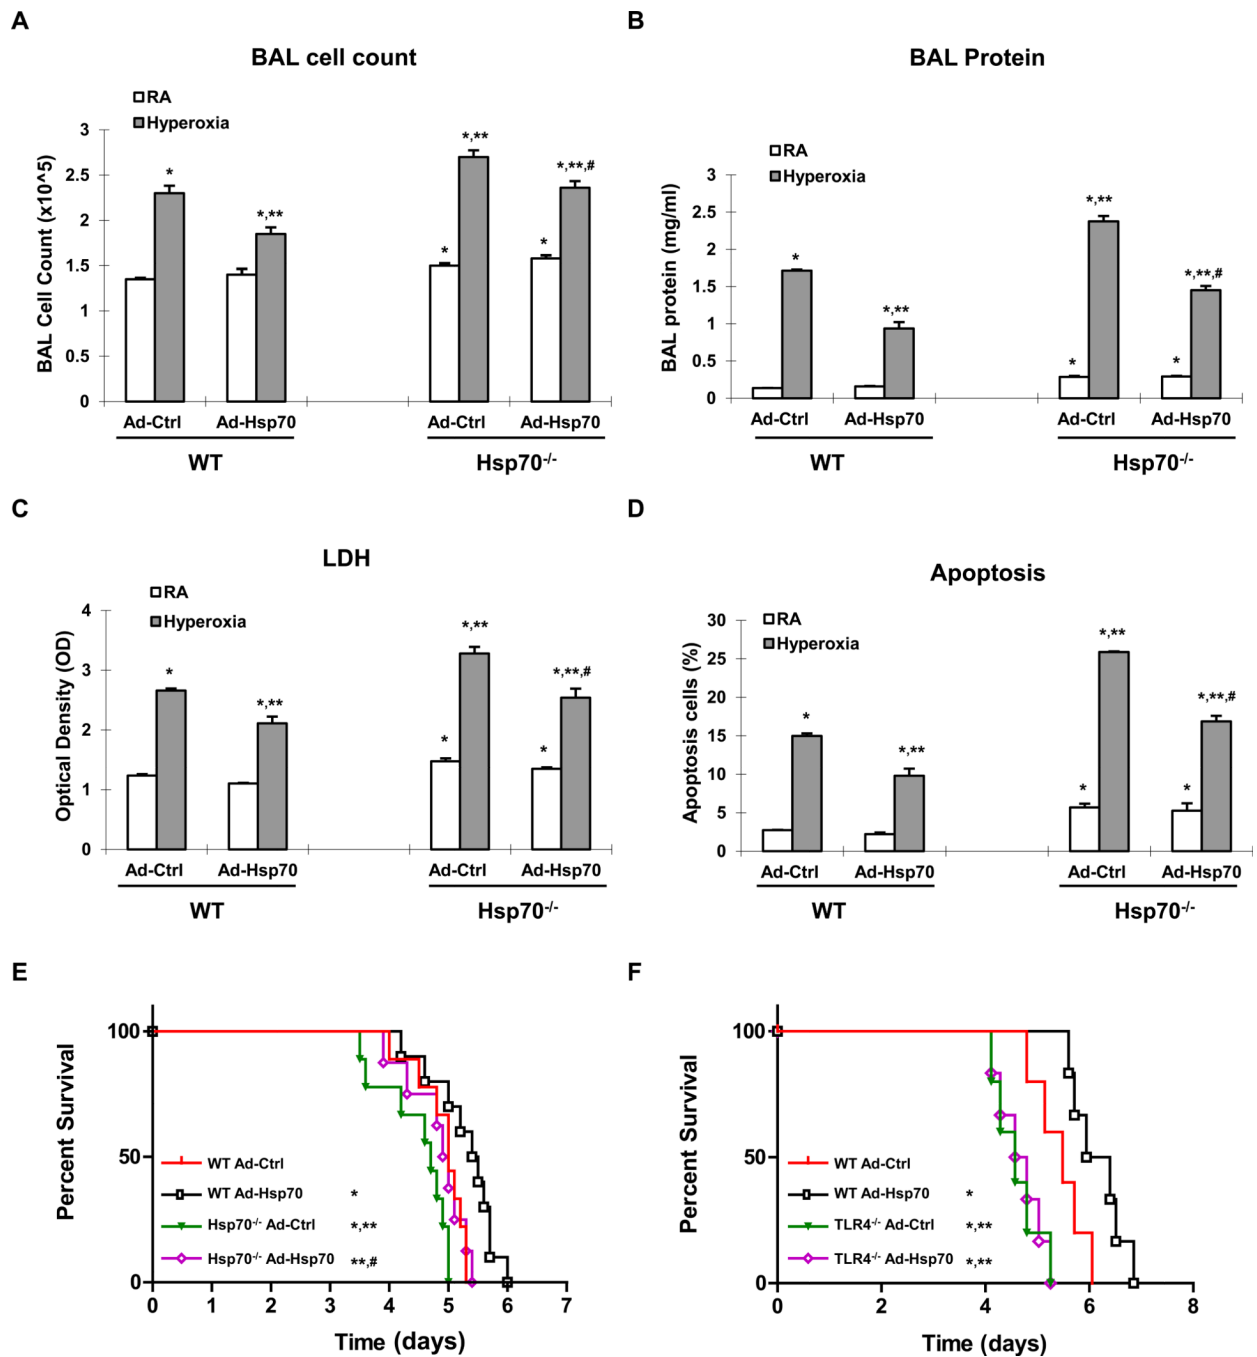 A
BAL cell count
RA
Hyperoxia
BAL Cell Count (x10^5)
3
2.5
2
1.5
1
0.5
0
*
*,**
*
*,**
*
*,**,#
Ad-Ctrl
Ad-Hsp70
Ad-Ctrl
Ad-Hsp70
WT
Hsp70-/-
B
BAL Protein
RA
Hyperoxia
BAL protein (mg/ml)
3
2.5
2
1.5
1
0.5
0
*
*,**
*
*,**
*
*,**,#
Ad-Ctrl
Ad-Hsp70
Ad-Ctrl
Ad-Hsp70
WT
Hsp70-/-
C
LDH
RA
Hyperoxia
Optical Density (OD)
4
3
2
1
0
*
*,**
*
*,**
*
*,**,#
Ad-Ctrl
Ad-Hsp70
Ad-Ctrl
Ad-Hsp70
WT
Hsp70-/-
D
Apoptosis
RA
Hyperoxia
Apoptosis cells (%)
30
25
20
15
10
5
0
*
*,**
*
*,**
*
*,**,#
Ad-Ctrl
Ad-Hsp70
Ad-Ctrl
Ad-Hsp70
WT
Hsp70-/-
E
Percent Survival
100
50
0
WT Ad-Ctrl
WT Ad-Hsp70 *
Hsp70-/- Ad-Ctrl *,**
Hsp70-/- Ad-Hsp70 **,#
0 1 2 3 4 5 6 7
Time (days)
F
Percent Survival
100
50
0
WT Ad-Ctrl
WT Ad-Hsp70 *
TLR4-/- Ad-Ctrl *,**
TLR4-/- Ad-Hsp70 *,**
0 2 4 6 8
Time (days)